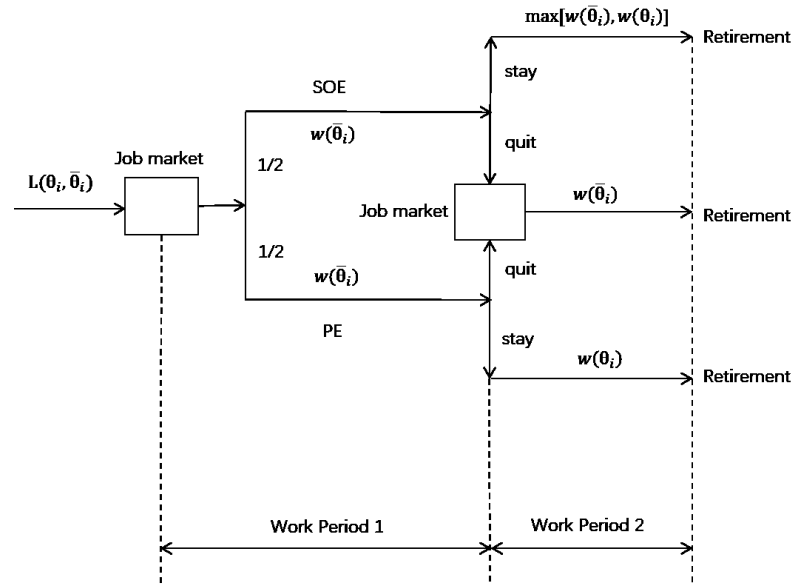 max[w(θ̄ᵢ), w(θᵢ)]
Retirement
stay
SOE
w(θ̄ᵢ)
Job market
1/2
quit
L(θᵢ, θ̄ᵢ)
Job market
w(θ̄ᵢ)
Retirement
1/2
quit
w(θ̄ᵢ)
PE
stay
w(θᵢ)
Retirement
Work Period 1
Work Period 2